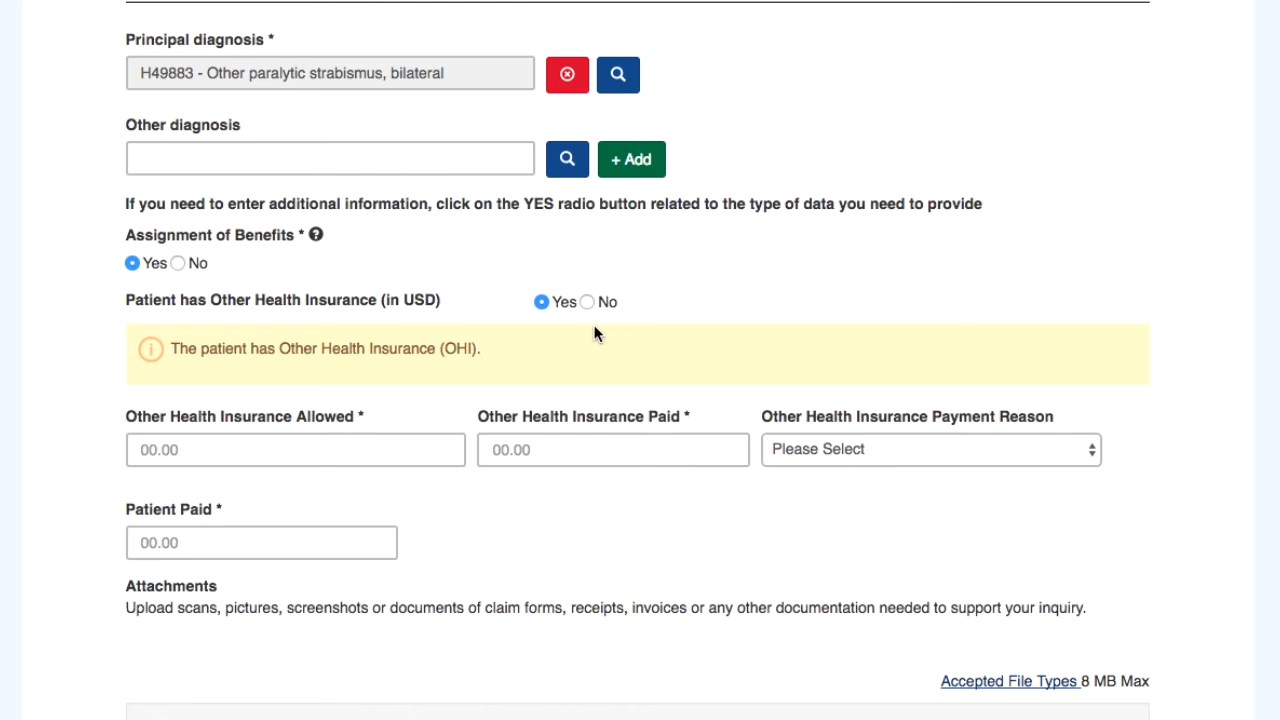 Principal diagnosis *
H49883 - Other paralytic strabismus, bilateral
Other diagnosis
+ Add
If you need to enter additional information, click on the YES radio button related to the type of data you need to provide
Assignment of Benefits *
Yes No
Patient has Other Health Insurance (in USD) Yes No
The patient has Other Health Insurance (OHI).
Other Health Insurance Allowed * Other Health Insurance Paid * Other Health Insurance Payment Reason
00.00 00.00 Please Select
Patient Paid *
00.00
Attachments
Upload scans, pictures, screenshots or documents of claim forms, receipts, invoices or any other documentation needed to support your inquiry.
Accepted File Types 8 MB Max